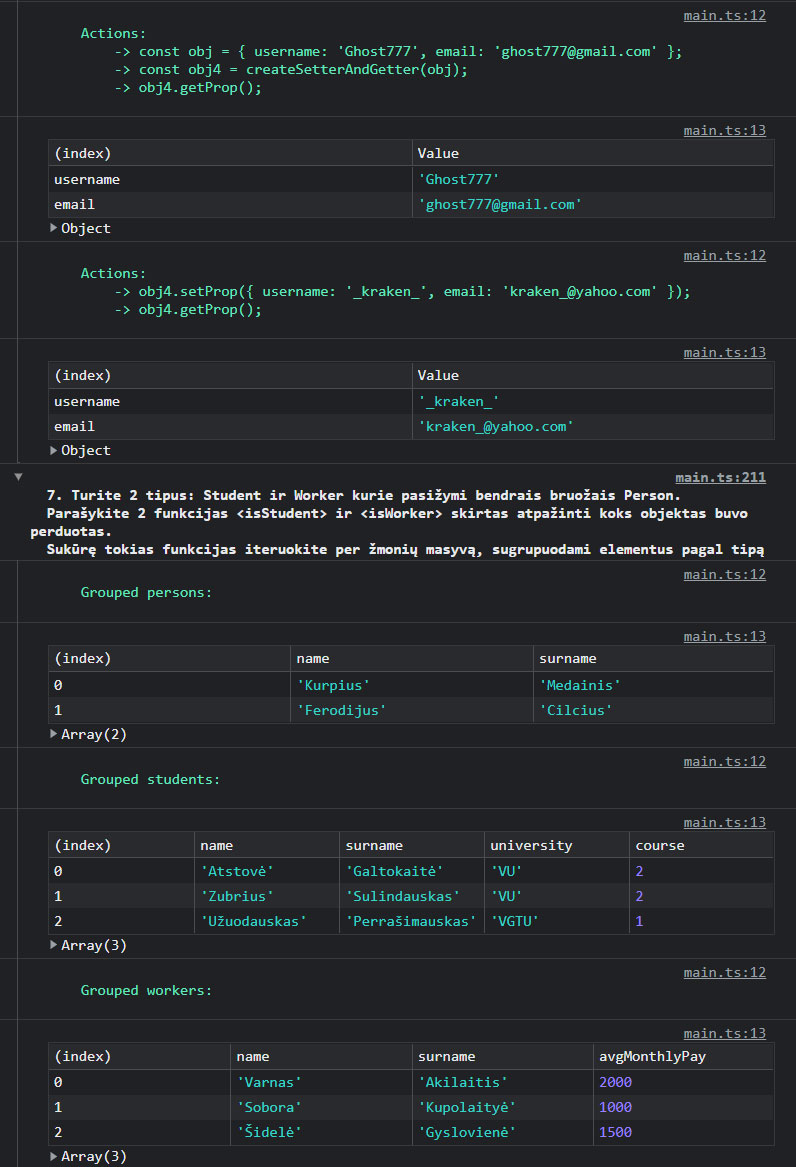 main.ts:12
Actions:
-> const obj = { username: 'Ghost777', email: 'ghost777@gmail.com' };
-> const obj4 = createSetterAndGetter(obj);
-> obj4.getProp();
main.ts:13
(index) Value
username 'Ghost777'
email 'ghost777@gmail.com'
Object
main.ts:12
Actions:
-> obj4.setProp({ username: '_kraken_', email: 'kraken_@yahoo.com' });
-> obj4.getProp();
main.ts:13
(index) Value
username '_kraken_'
email 'kraken_@yahoo.com'
Object
main.ts:211
7. Turite 2 tipus: Student ir Worker kurie pasižymi bendrais bruožais Person.
Parašykite 2 funkcijas <isStudent> ir <isWorker> skirtas atpažinti koks objektas buvo
perduotas.
Sukūrę tokias funkcijas iteruokite per žmonių masyvą, sugrupuodami elementus pagal tipą
main.ts:12
Grouped persons:
main.ts:13
(index) name surname
0 'Kurpius' 'Medainis'
1 'Ferodijus' 'Cilcius'
Array(2)
main.ts:12
Grouped students:
main.ts:13
(index) name surname university course
0 'Atstovė' 'Galtokaitė' 'VU' 2
1 'Zubrius' 'Sulindauskas' 'VU' 2
2 'Užuodauskas' 'Perrašimauskas' 'VGTU' 1
Array(3)
main.ts:12
Grouped workers:
main.ts:13
(index) name surname avgMonthlyPay
0 'Varnas' 'Akilaitis' 2000
1 'Sobora' 'Kupolaityė' 1000
2 'Šidelė' 'Gyslovienė' 1500
Array(3)